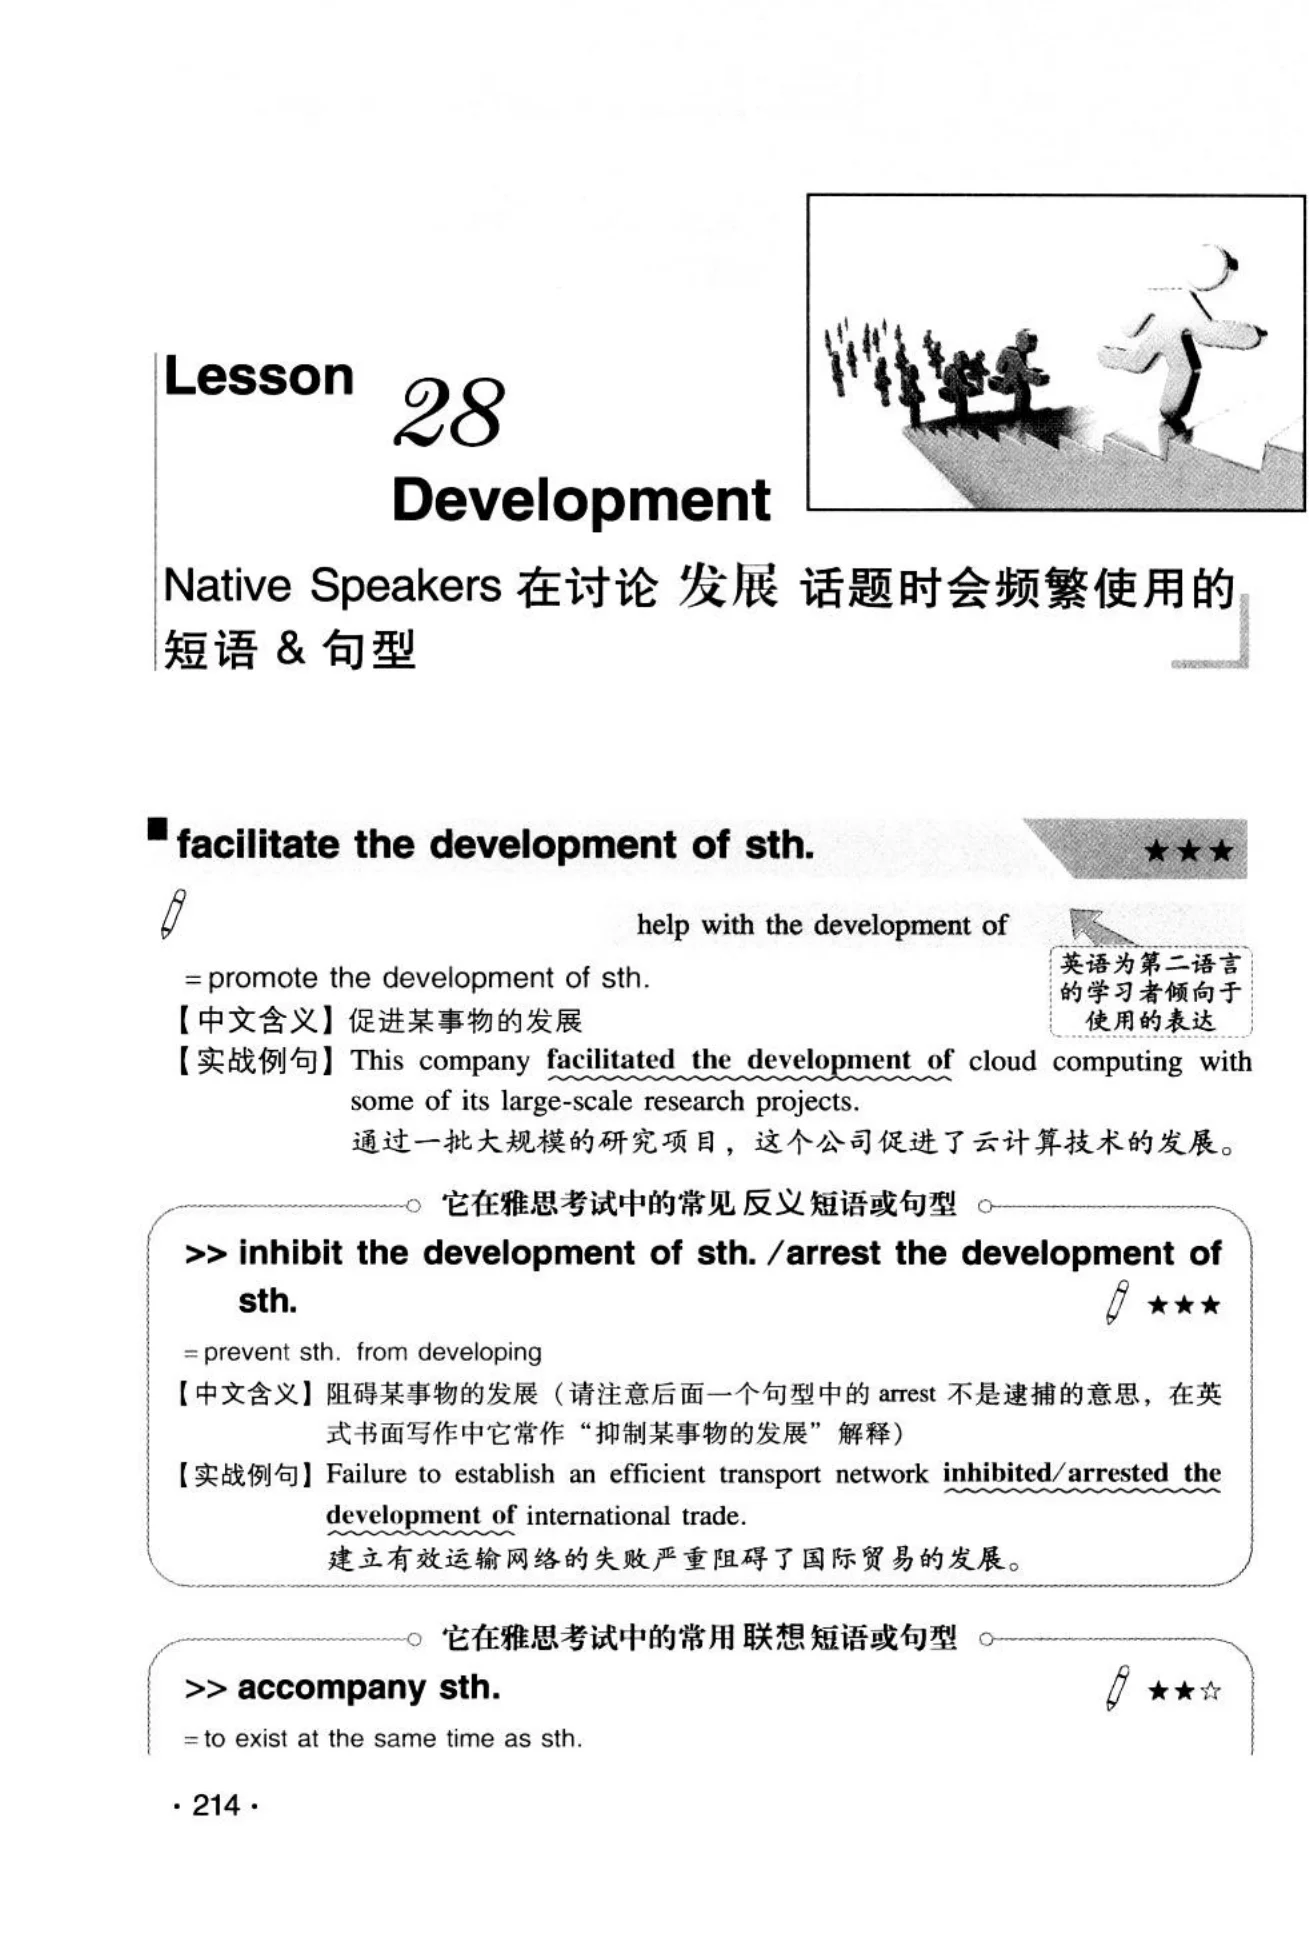 Lesson 28
Development
Native Speakers 在讨论 发展 话题时会频繁使用的
短语 & 句型
■ facilitate the development of sth. ★★★
help with the development of
英语为第二语言
的学习者倾向于
使用的表达
=promote the development of sth.
【中文含义】促进某事物的发展
【实战例句】This company facilitated the development of cloud computing with
some of its large-scale research projects.
通过一批大规模的研究项目，这个公司促进了云计算技术的发展。
它在雅思考试中的常见反义短语或句型
>> inhibit the development of sth. /arrest the development of
sth. ★★★
=prevent sth. from developing
【中文含义】阻碍某事物的发展（请注意后面一个句型中的 arrest 不是逮捕的意思，在英
式书面写作中它常作“抑制某事物的发展”解释）
【实战例句】Failure to establish an efficient transport network inhibited/arrested the
development of international trade.
建立有效运输网络的失败严重阻碍了国际贸易的发展。
它在雅思考试中的常用联想短语或句型
>> accompany sth. ★★☆
=to exist at the same time as sth.
· 214 ·